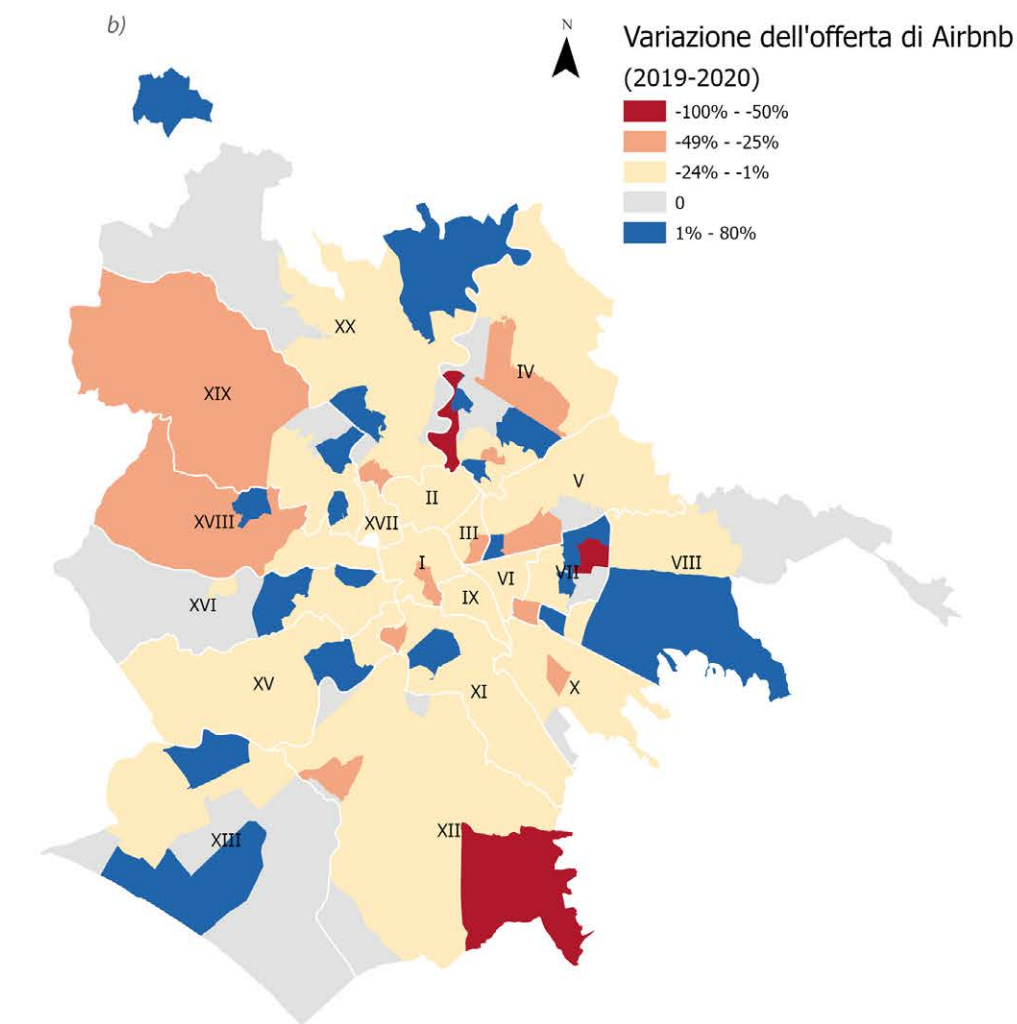 b)
N
Variazione dell'offerta di Airbnb
(2019-2020)
-100% - -50%
-49% - -25%
-24% - -1%
0
1% - 80%
XX
IV
XIX
V
II
XVIII
XVII
III
I
VII
VIII
VI
XVI
IX
XV
XI
X
XII
XIII